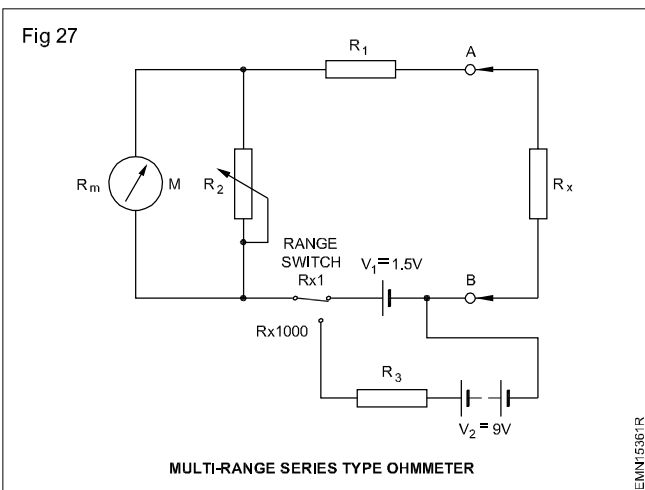 Fig 27
R1
A
Rm
M
R2
Rx
RANGE
SWITCH
Rx1
V1=1.5V
B
Rx1000
R3
V2=9V
MULTI-RANGE SERIES TYPE OHMMETER
EMN15361R